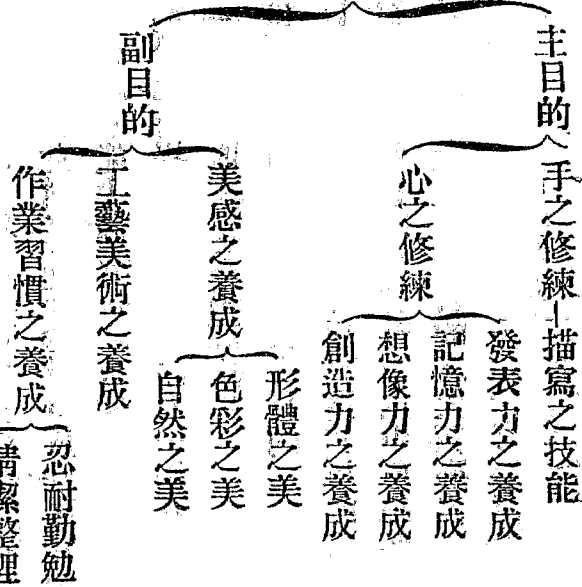 主目的
手之修練—描寫之技能
心之修練
發表力之養成
記憶力之養成
想像力之養成
創造力之養成
副目的
美感之養成
形體之美
色彩之美
自然之美
工藝美術之養成
作業習慣之養成
忍耐勤勉
清潔整理